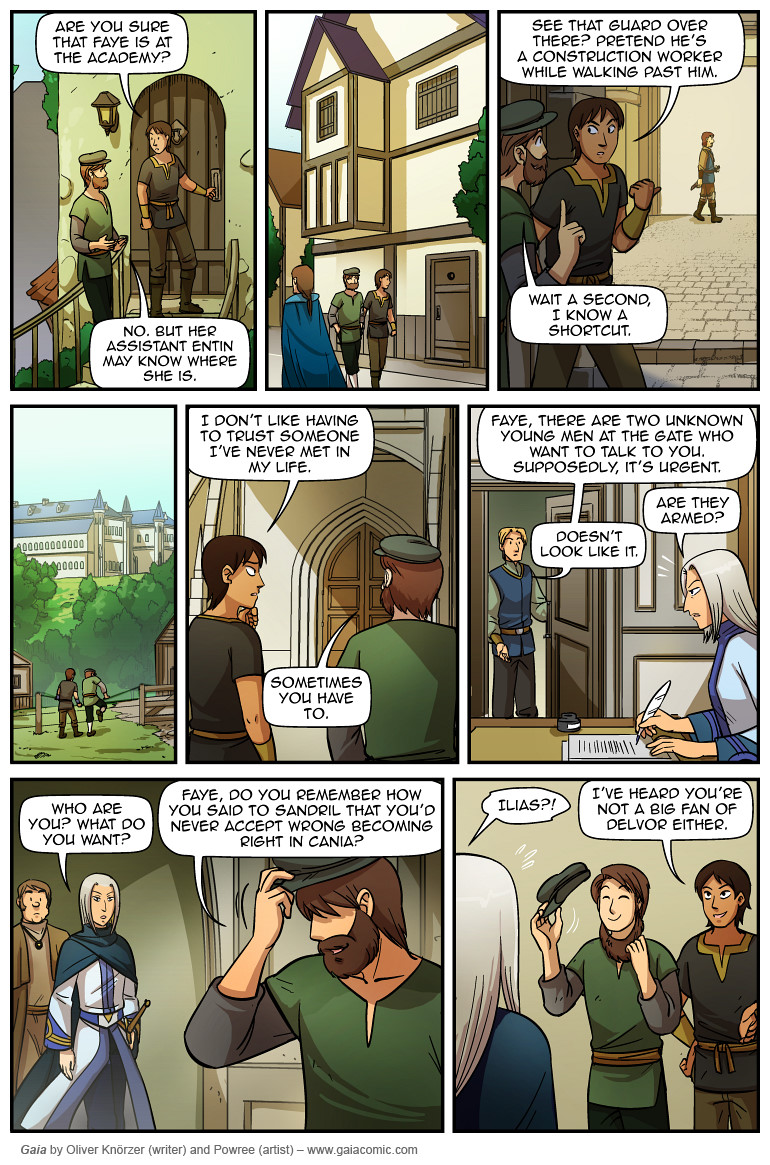 ARE YOU SURE
THAT FAYE IS AT
THE ACADEMY?
NO. BUT HER
ASSISTANT ENTIN
MAY KNOW WHERE
SHE IS.
SEE THAT GUARD OVER
THERE? PRETEND HE'S
A CONSTRUCTION WORKER
WHILE WALKING PAST HIM.
WAIT A SECOND,
I KNOW A
SHORTCUT.
I DON'T LIKE HAVING
TO TRUST SOMEONE
I'VE NEVER MET IN
MY LIFE.
SOMETIMES
YOU HAVE
TO.
FAYE, THERE ARE TWO UNKNOWN
YOUNG MEN AT THE GATE WHO
WANT TO TALK TO YOU.
SUPPOSEDLY, IT'S URGENT.
ARE THEY
ARMED?
DOESN'T
LOOK LIKE IT.
WHO ARE
YOU? WHAT DO
YOU WANT?
FAYE, DO YOU REMEMBER HOW
YOU SAID TO SANDRIL THAT YOU'D
NEVER ACCEPT WRONG BECOMING
RIGHT IN CANIA?
ILIAS?!
I'VE HEARD YOU'RE
NOT A BIG FAN OF
DELVOR EITHER.
Gaia by Oliver Knörzer (writer) and Powree (artist) – www.gaiacomic.com